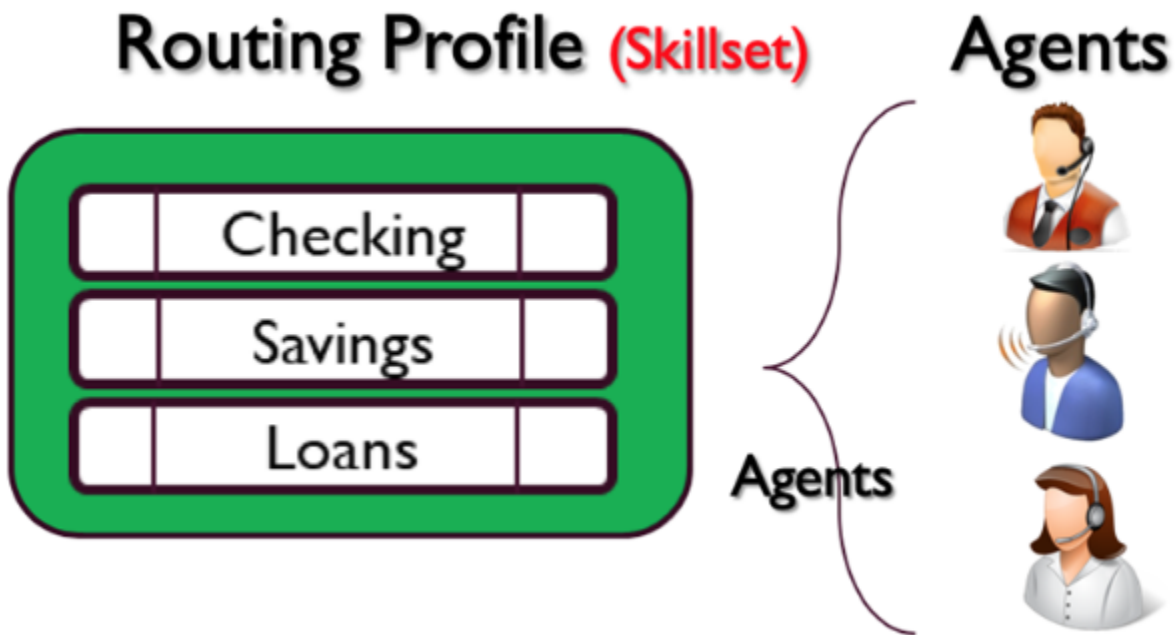 Routing Profile (Skillset)
Agents
Checking
Savings
Loans
Agents